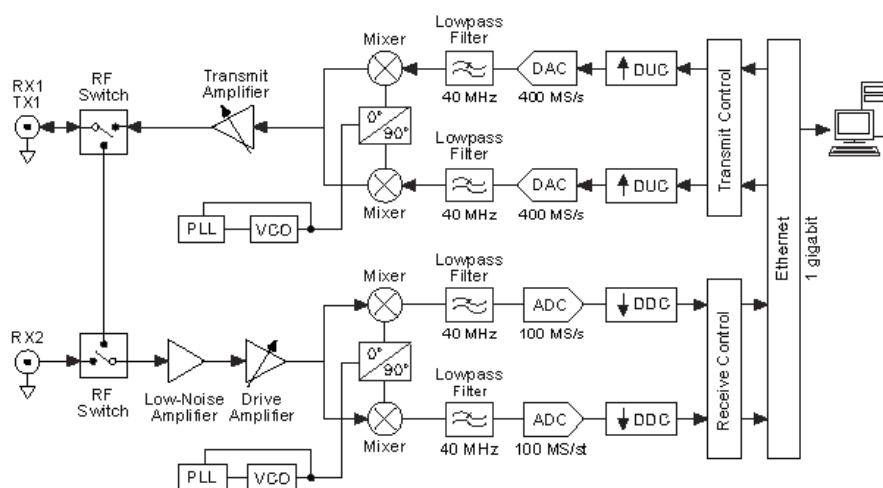 RX1
TX1
RF
Switch
Transmit
Amplifier
Mixer
Lowpass
Filter
40 MHz
DAC
400 MS/s
DUC
0°
90°
Lowpass
Filter
40 MHz
DAC
400 MS/s
DUC
Mixer
PLL
VCO
Transmit Control
Ethernet
1 gigabit
RX2
RF
Switch
Low-Noise
Amplifier
Drive
Amplifier
Mixer
Lowpass
Filter
40 MHz
ADC
100 MS/s
DDC
0°
90°
Lowpass
Filter
40 MHz
ADC
100 MS/st
DDC
Mixer
PLL
VCO
Receive Control